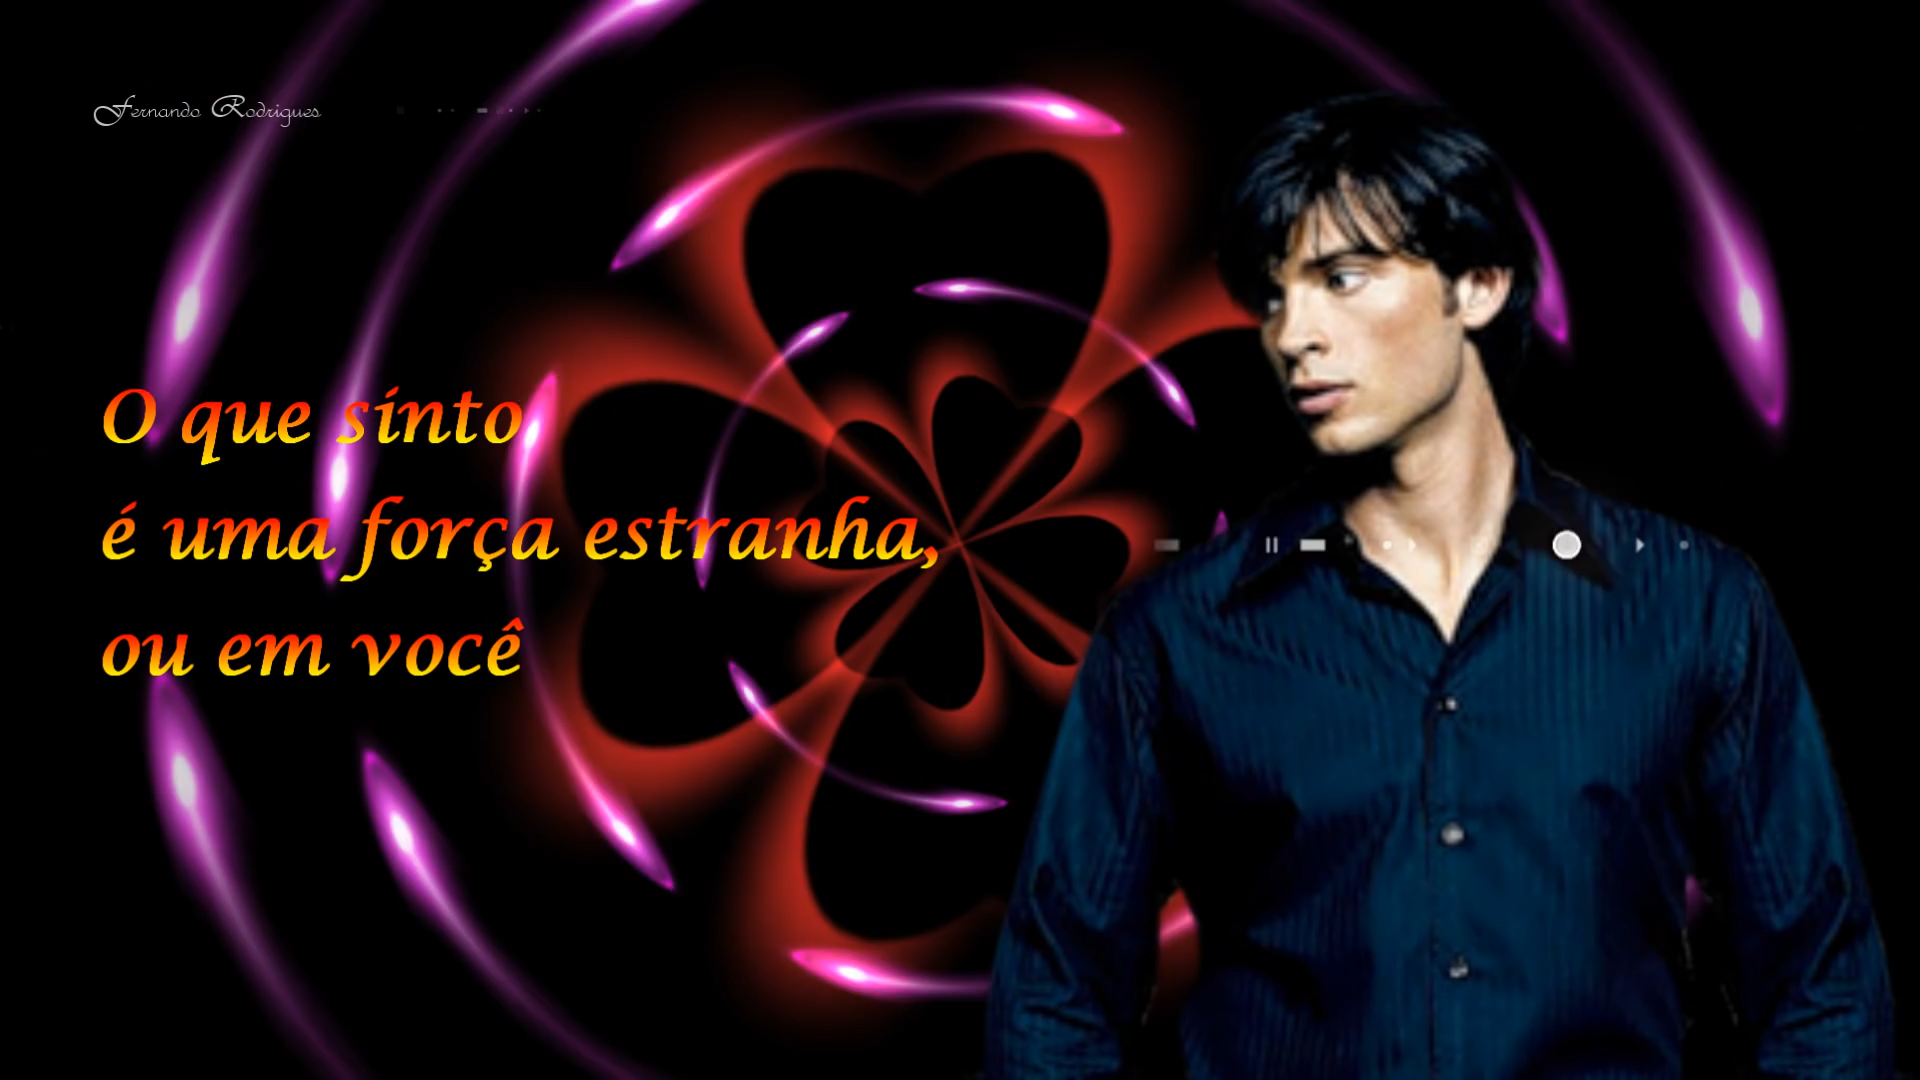 Fernando Rodrigues
O que sinto
é uma força estranha,
ou em você